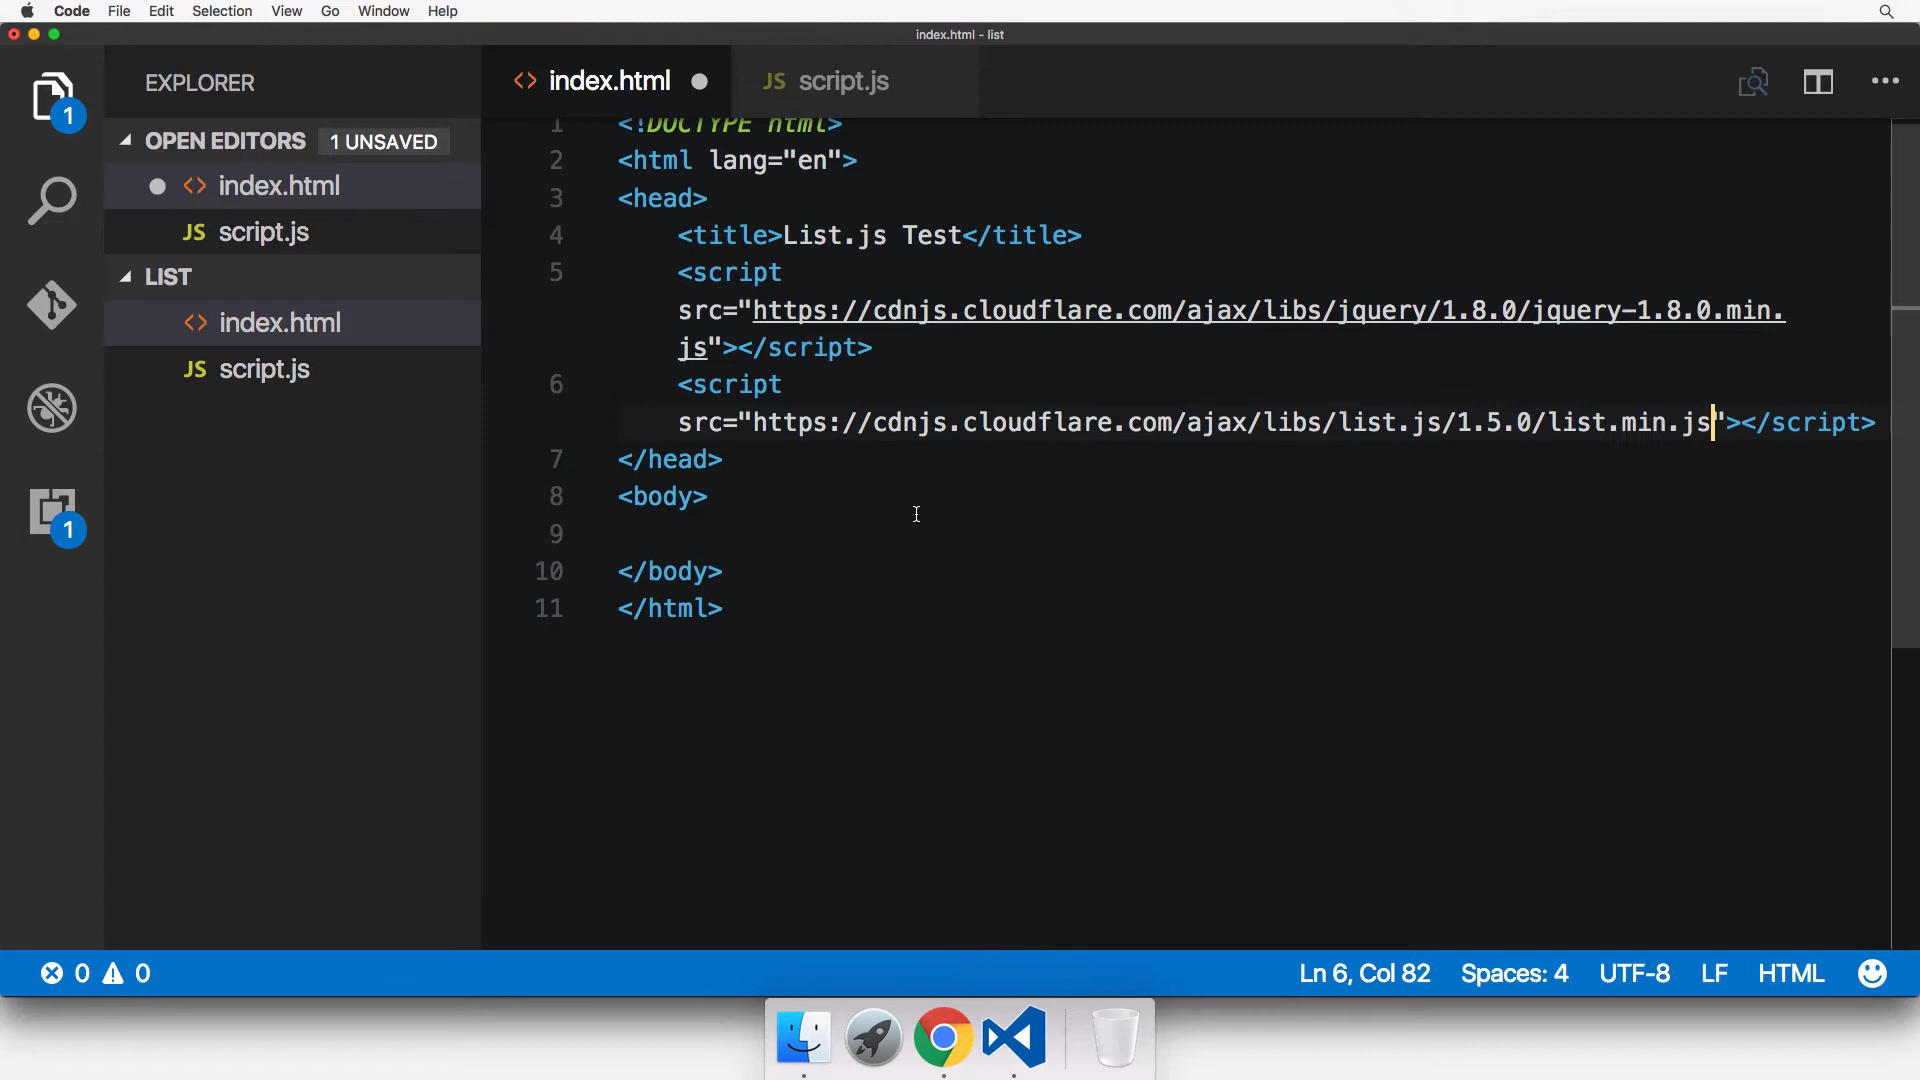 Code File Edit Selection View Go Window Help
index.html - list
EXPLORER
OPEN EDITORS 1 UNSAVED
index.html
JS script.js
LIST
index.html
JS script.js
1
1
<> index.html JS script.js
1 <!DOCTYPE html>
2 <html lang="en">
3 <head>
4 <title>List.js Test</title>
5 <script
src="https://cdnjs.cloudflare.com/ajax/libs/jquery/1.8.0/jquery-1.8.0.min.
js"></script>
6 <script
src="https://cdnjs.cloudflare.com/ajax/libs/list.js/1.5.0/list.min.js"></script>
7 </head>
8 <body>
9
10 </body>
11 </html>
0 0 Ln 6, Col 82 Spaces: 4 UTF-8 LF HTML